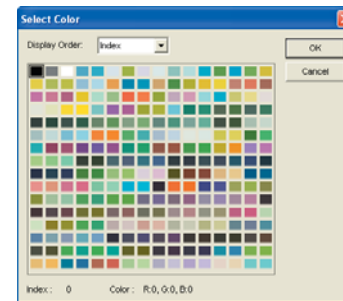 Select Color
Display Order: Index
OK
Cancel
Index : 0 Color : R:0, G:0, B:0